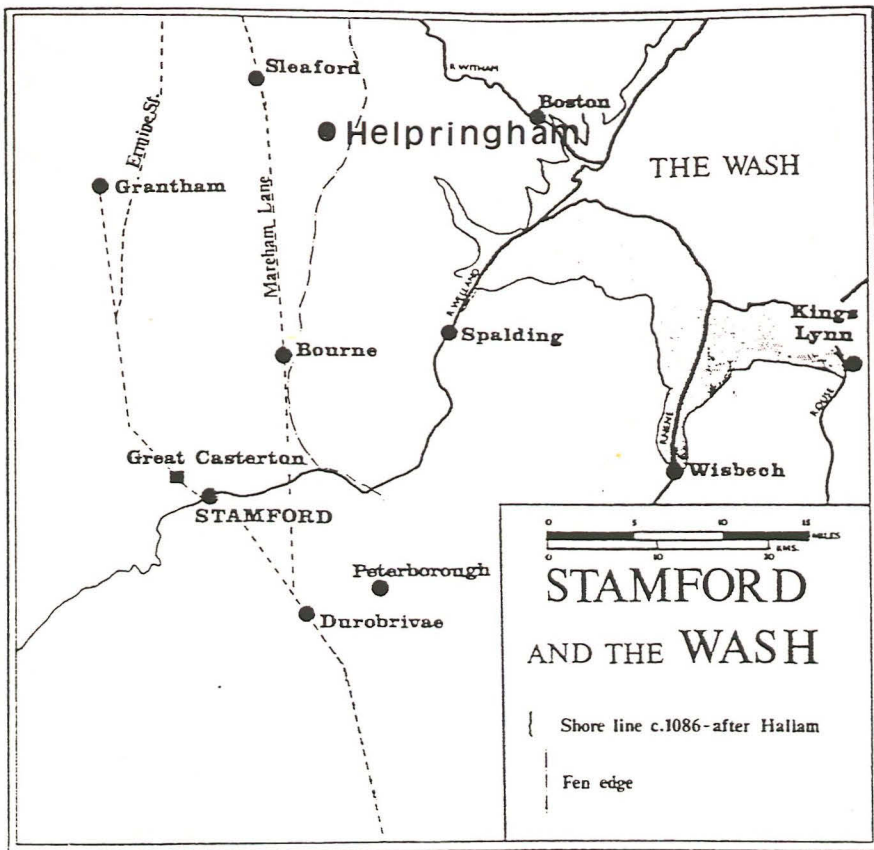 Sleaford
R WITHAM
Boston
Ermine St.
Helpringham
THE WASH
Grantham
Mareham Lane
R WELLAND
Kings
Lynn
Spalding
Bourne
R NENE
R OUSE
Great Casterton
Wisbech
STAMFORD
0 5 10 15 MILES
0 10 20 KMS.
Peterborough
Durobrivae
STAMFORD
AND THE WASH
Shore line c.1086-after Hallam
Fen edge